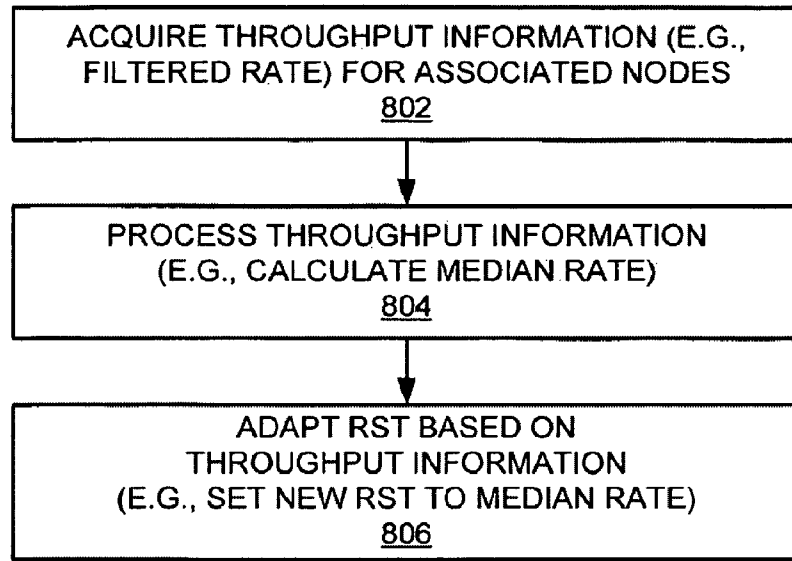 ACQUIRE THROUGHPUT INFORMATION (E.G.,
FILTERED RATE) FOR ASSOCIATED NODES
802
PROCESS THROUGHPUT INFORMATION
(E.G., CALCULATE MEDIAN RATE)
804
ADAPT RST BASED ON
THROUGHPUT INFORMATION
(E.G., SET NEW RST TO MEDIAN RATE)
806